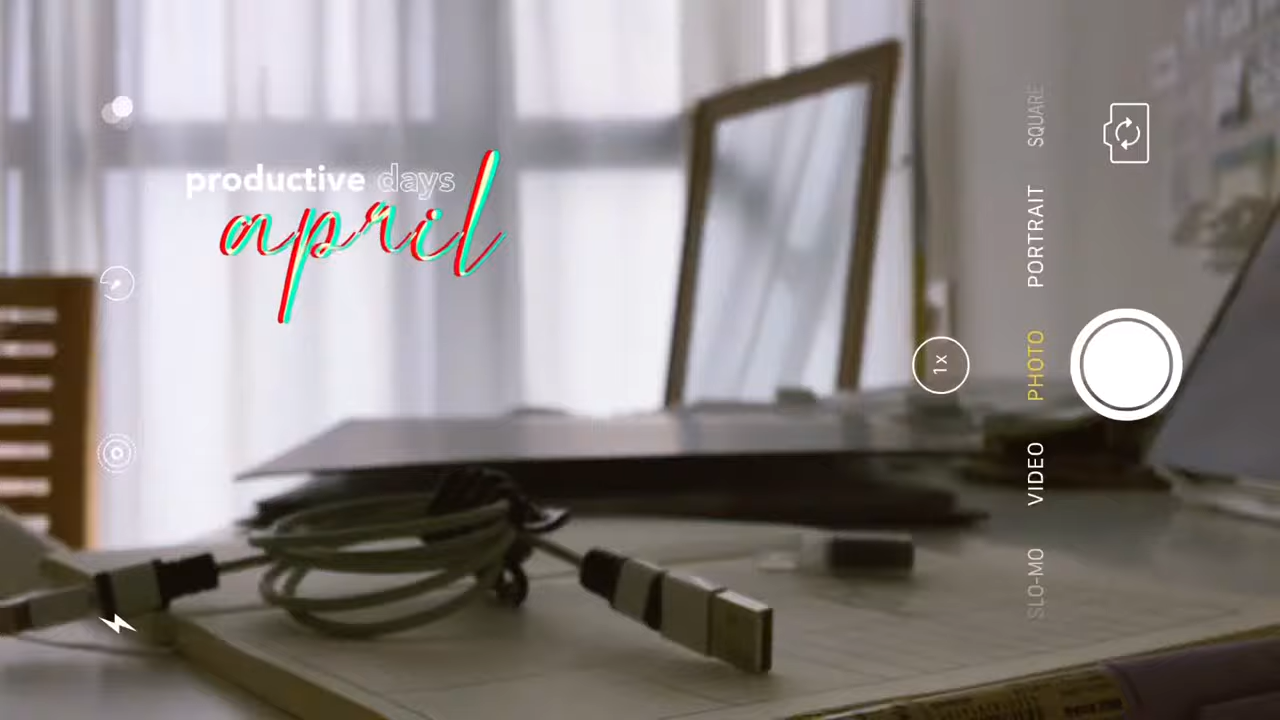 productive days
april
SQUARE
PORTRAIT
PHOTO
VIDEO
SLO-MO
1x